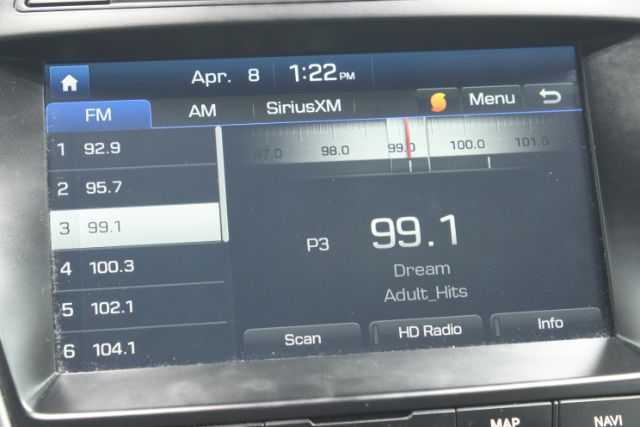 Apr. 8 1:22 PM
FM AM SiriusXM Menu
1 92.9
2 95.7
3 99.1
4 100.3
5 102.1
6 104.1
97.0 98.0 99.0 100.0 101.0
P3 99.1
Dream
Adult_Hits
Scan HD Radio Info
MAP NAVI